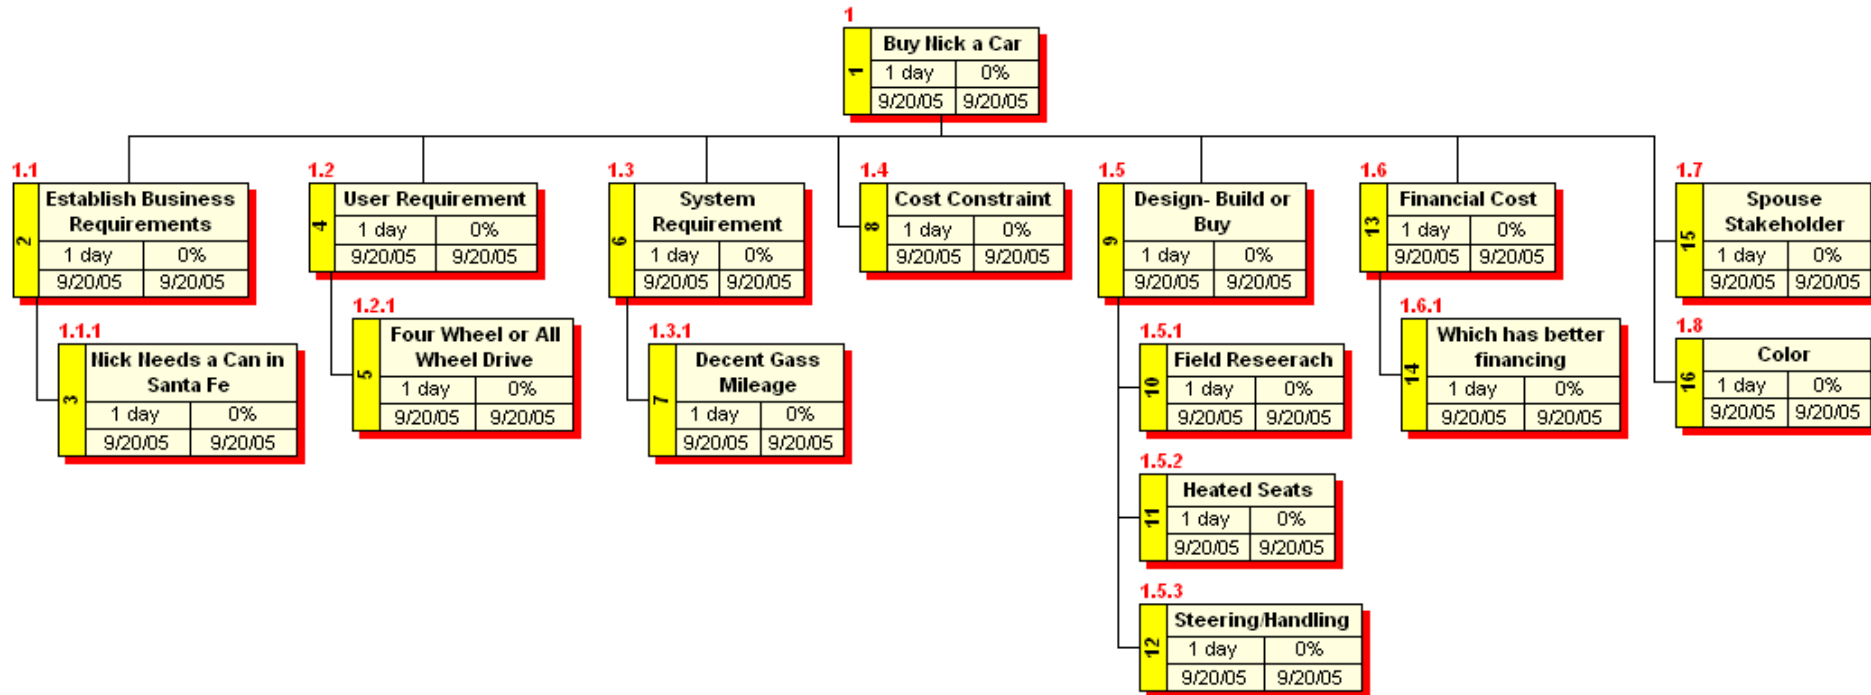 1
1
Buy Nick a Car
1 day 0%
9/20/05 9/20/05
1.1
2
Establish Business
Requirements
1 day 0%
9/20/05 9/20/05
1.1.1
3
Nick Needs a Can in
Santa Fe
1 day 0%
9/20/05 9/20/05
1.2
4
User Requirement
1 day 0%
9/20/05 9/20/05
1.2.1
5
Four Wheel or All
Wheel Drive
1 day 0%
9/20/05 9/20/05
1.3
6
System
Requirement
1 day 0%
9/20/05 9/20/05
1.3.1
7
Decent Gass
Mileage
1 day 0%
9/20/05 9/20/05
1.4
8
Cost Constraint
1 day 0%
9/20/05 9/20/05
1.5
9
Design- Build or
Buy
1 day 0%
9/20/05 9/20/05
1.5.1
10
Field Reseerach
1 day 0%
9/20/05 9/20/05
1.5.2
11
Heated Seats
1 day 0%
9/20/05 9/20/05
1.5.3
12
Steering/Handling
1 day 0%
9/20/05 9/20/05
1.6
13
Financial Cost
1 day 0%
9/20/05 9/20/05
1.6.1
14
Which has better
financing
1 day 0%
9/20/05 9/20/05
1.7
15
Spouse
Stakeholder
1 day 0%
9/20/05 9/20/05
1.8
16
Color
1 day 0%
9/20/05 9/20/05